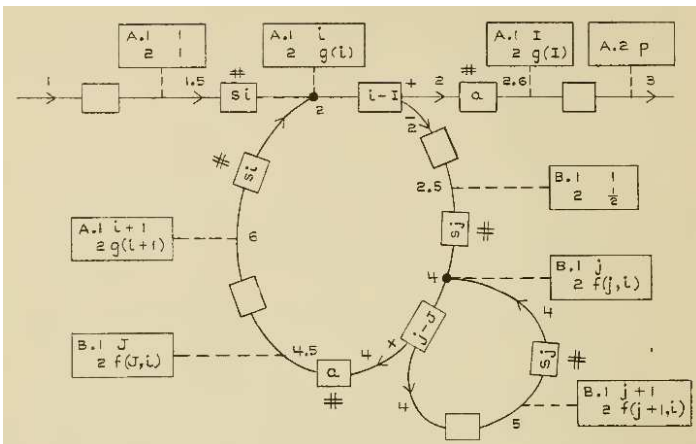 A.1 1
2 1
A.1 i
2 g(i)
A.1 I
2 g(I)
A.2 p
1
1.5
#
si
2
i-I
+
2
#
a
2.6
3
-
2
#
si
2.5
B.1 1
2 1/2
sj #
A.1 i+1
2 g(i+1)
6
4
B.1 j
2 f(j,i)
j-J
+
4
4
B.1 J
2 f(J,i)
4.5
a
#
4
sj #
5
B.1 j+1
2 f(j+1,i)